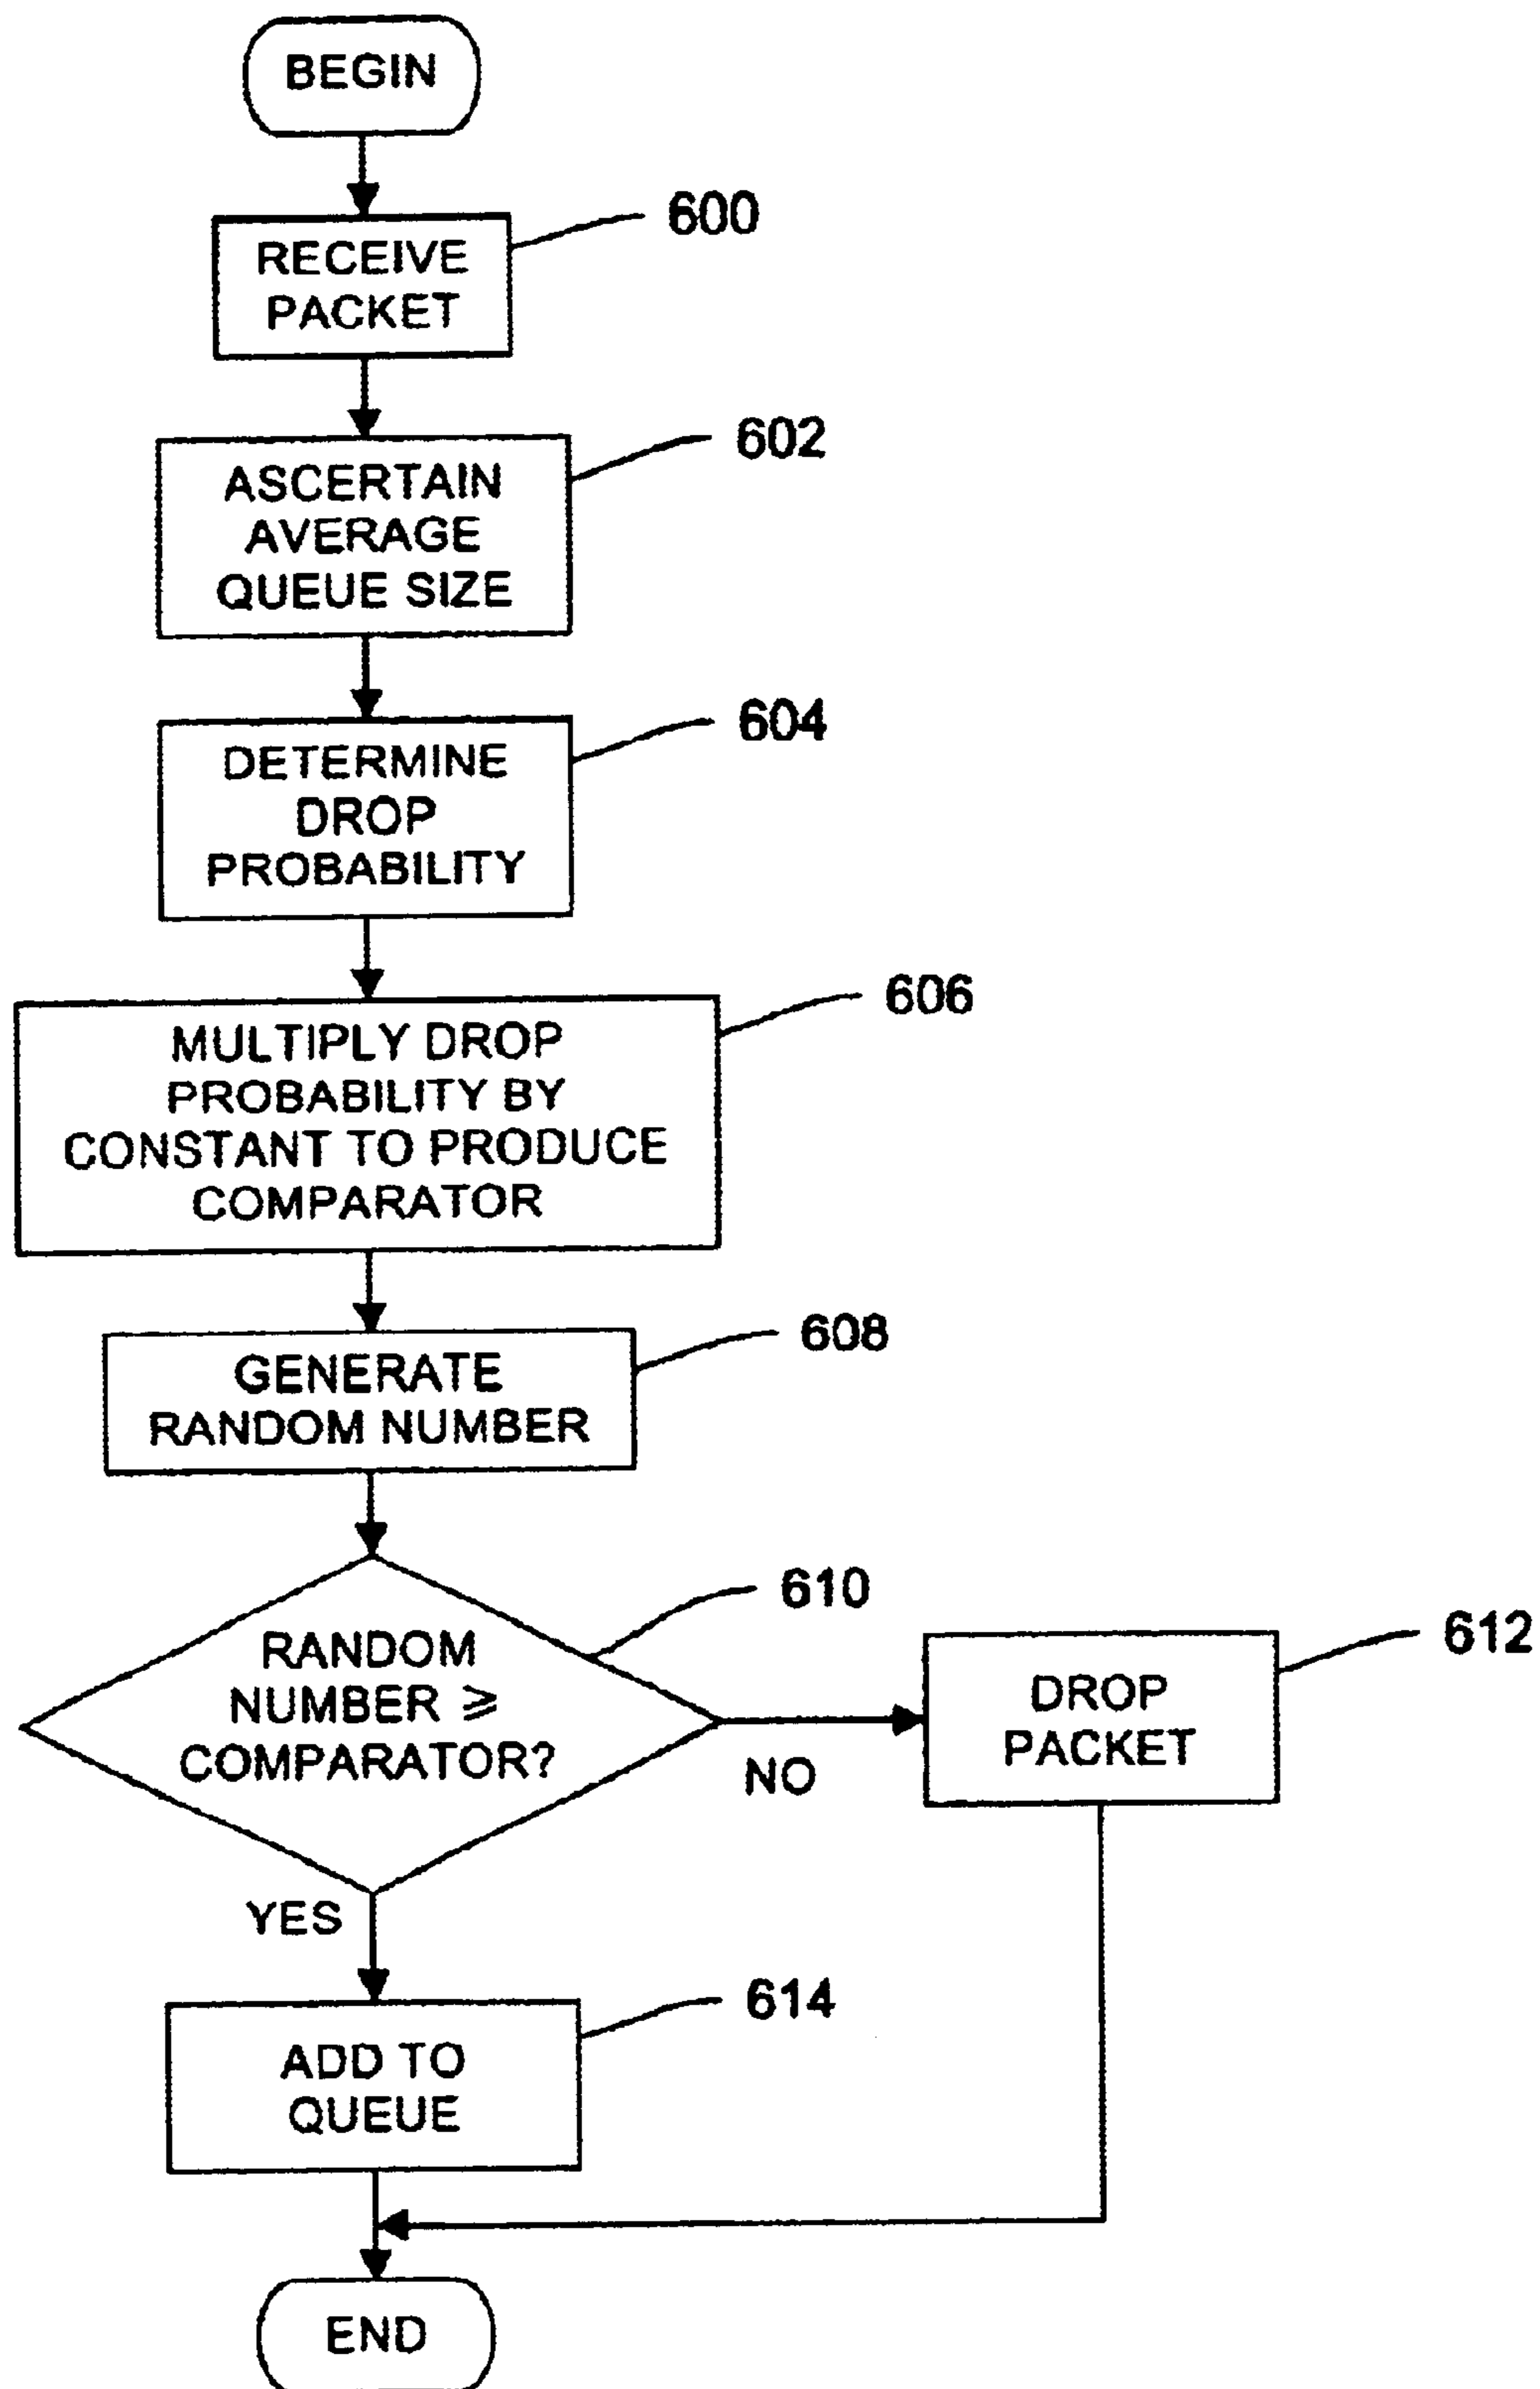 BEGIN
600
RECEIVE
PACKET
602
ASCERTAIN
AVERAGE
QUEUE SIZE
604
DETERMINE
DROP
PROBABILITY
606
MULTIPLY DROP
PROBABILITY BY
CONSTANT TO PRODUCE
COMPARATOR
608
GENERATE
RANDOM NUMBER
610
RANDOM
NUMBER ⩾
COMPARATOR?
NO
612
DROP
PACKET
YES
614
ADD TO
QUEUE
END